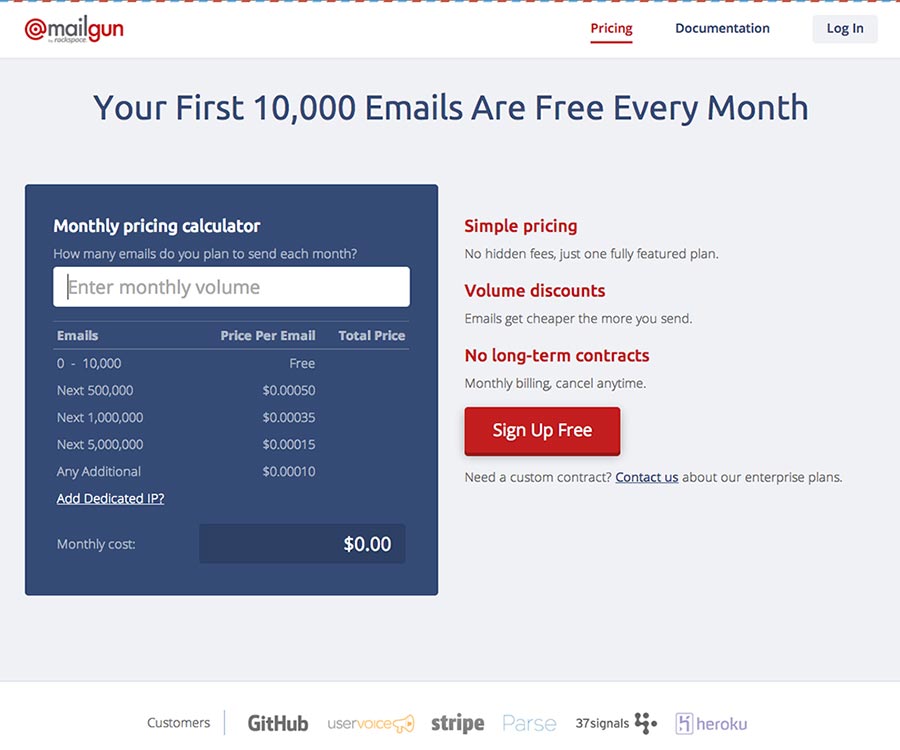 @mailgun
by rackspace
Pricing
Documentation
Log In
Your First 10,000 Emails Are Free Every Month
Monthly pricing calculator
How many emails do you plan to send each month?
Enter monthly volume
Emails Price Per Email Total Price
0 - 10,000 Free
Next 500,000 $0.00050
Next 1,000,000 $0.00035
Next 5,000,000 $0.00015
Any Additional $0.00010
Add Dedicated IP?
Monthly cost: $0.00
Simple pricing
No hidden fees, just one fully featured plan.
Volume discounts
Emails get cheaper the more you send.
No long-term contracts
Monthly billing, cancel anytime.
Sign Up Free
Need a custom contract? Contact us about our enterprise plans.
Customers GitHub uservoice stripe Parse 37signals heroku